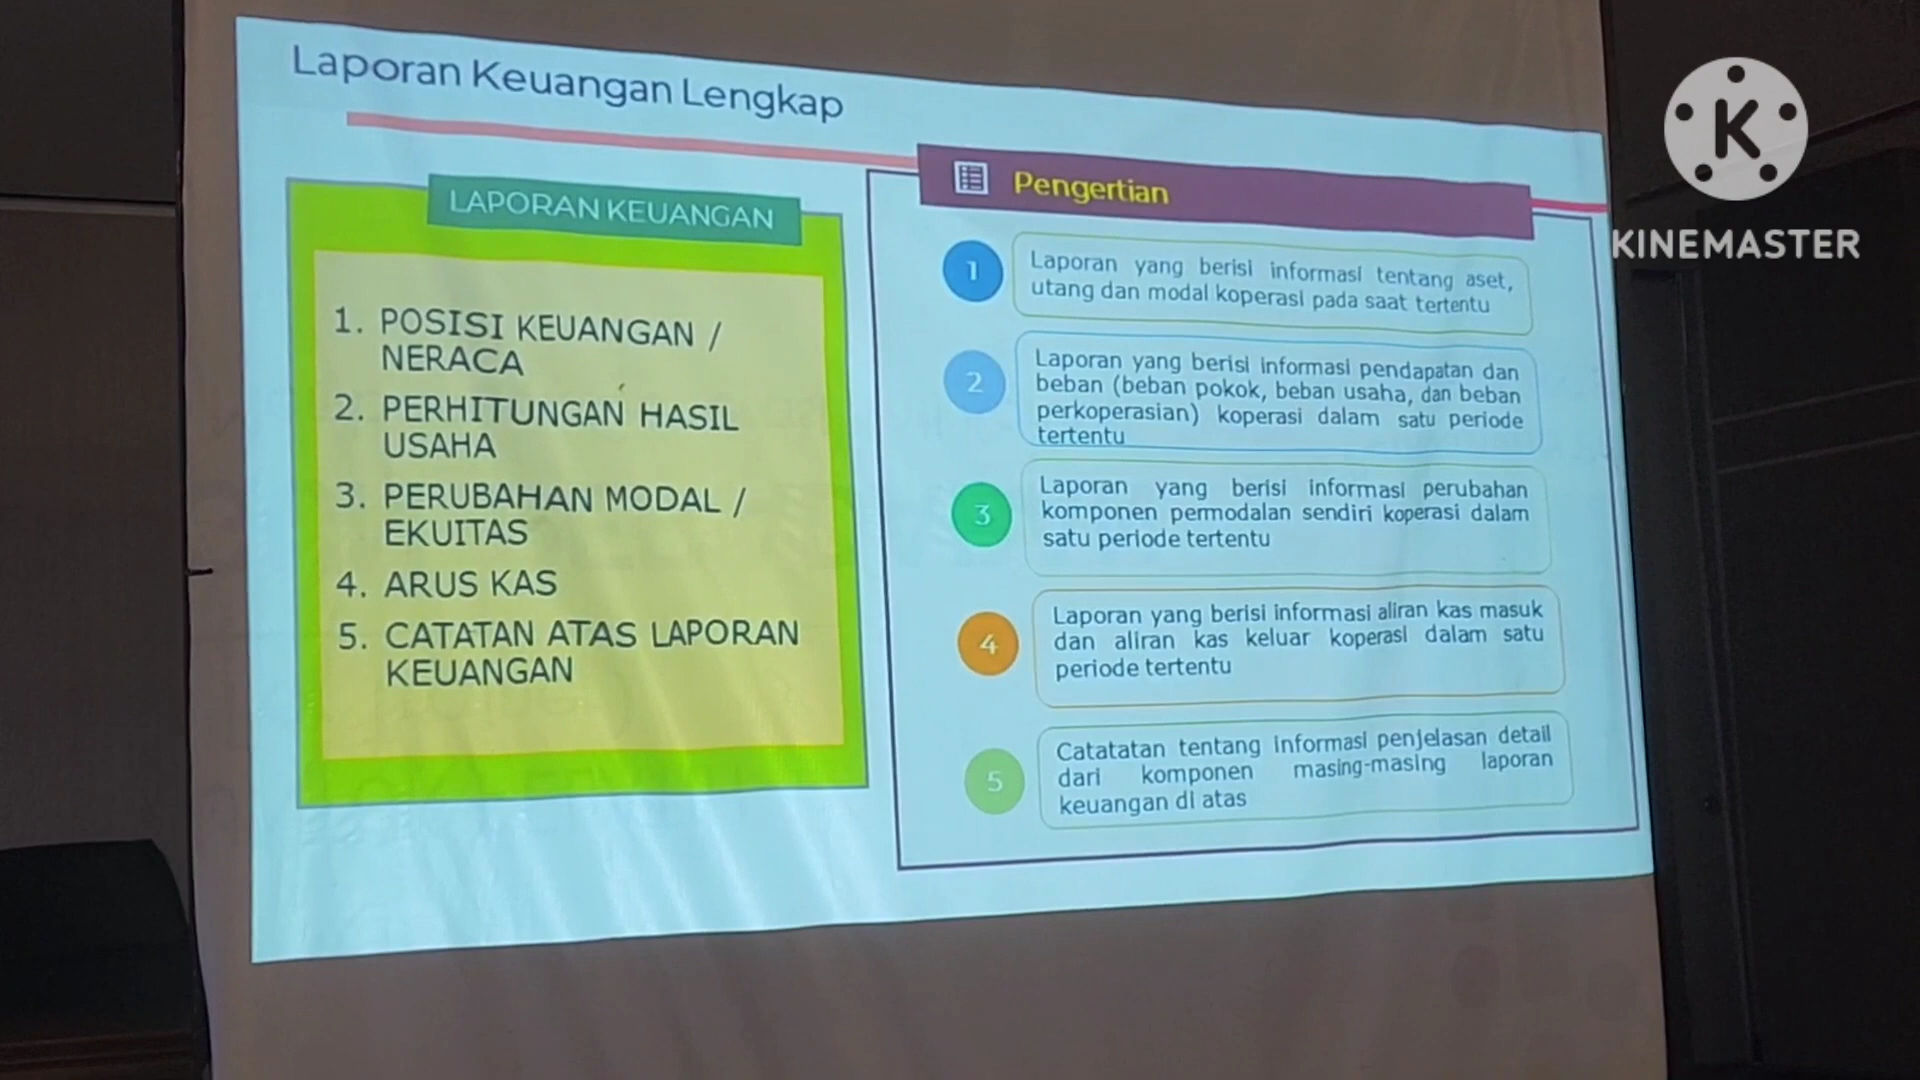 Laporan Keuangan Lengkap
LAPORAN KEUANGAN
1. POSISI KEUANGAN /
NERACA
2. PERHITUNGAN HASIL
USAHA
3. PERUBAHAN MODAL /
EKUITAS
4. ARUS KAS
5. CATATAN ATAS LAPORAN
KEUANGAN
Pengertian
1
Laporan yang berisi informasi tentang aset,
utang dan modal koperasi pada saat tertentu
2
Laporan yang berisi informasi pendapatan dan
beban (beban pokok, beban usaha, dan beban
perkoperasian) koperasi dalam satu periode
tertentu
3
Laporan yang berisi informasi perubahan
komponen permodalan sendiri koperasi dalam
satu periode tertentu
4
Laporan yang berisi informasi aliran kas masuk
dan aliran kas keluar koperasi dalam satu
periode tertentu
5
Catatatan tentang informasi penjelasan detail
dari komponen masing-masing laporan
keuangan di atas
K
KINEMASTER